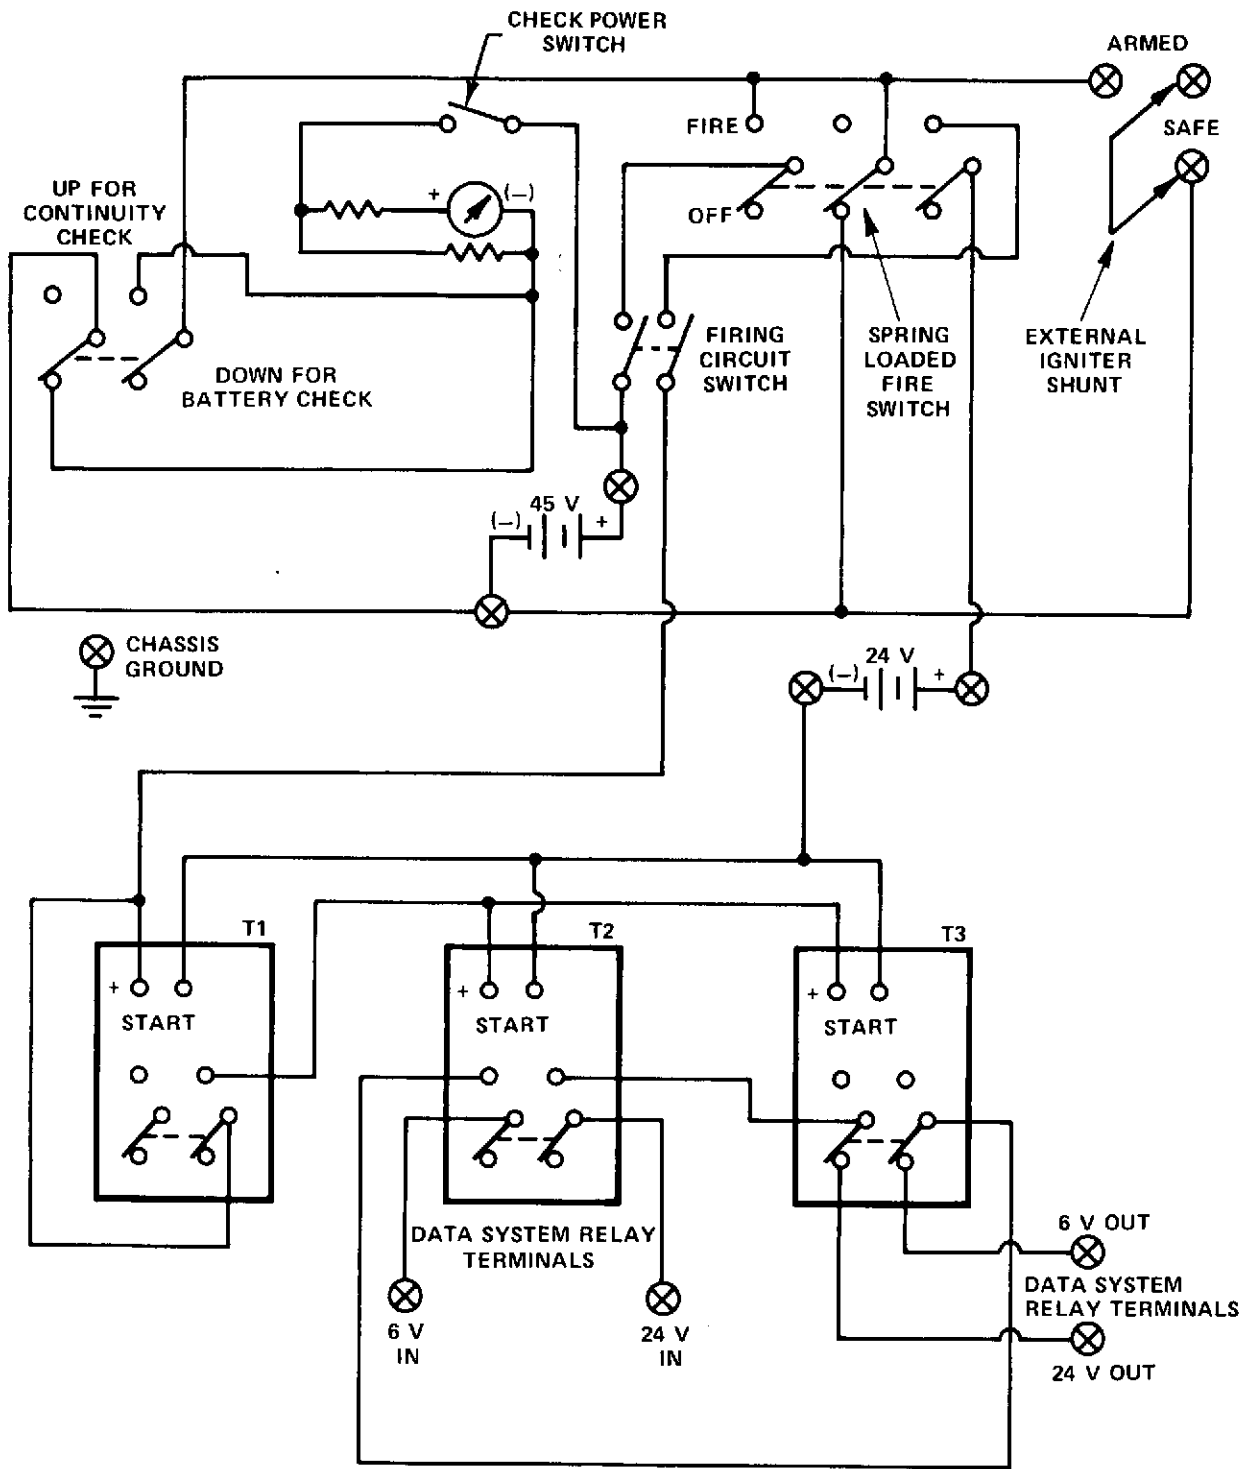 CHECK POWER
SWITCH
ARMED
FIRE
SAFE
UP FOR
CONTINUITY
CHECK
+ (−)
OFF
FIRING
CIRCUIT
SWITCH
SPRING
LOADED
FIRE
SWITCH
EXTERNAL
IGNITER
SHUNT
DOWN FOR
BATTERY CHECK
45 V
(−) +
CHASSIS
GROUND
24 V
(−) +
T1
T2
T3
+
START
+
START
+
START
DATA SYSTEM RELAY
TERMINALS
6 V
IN
24 V
IN
6 V OUT
DATA SYSTEM
RELAY TERMINALS
24 V OUT